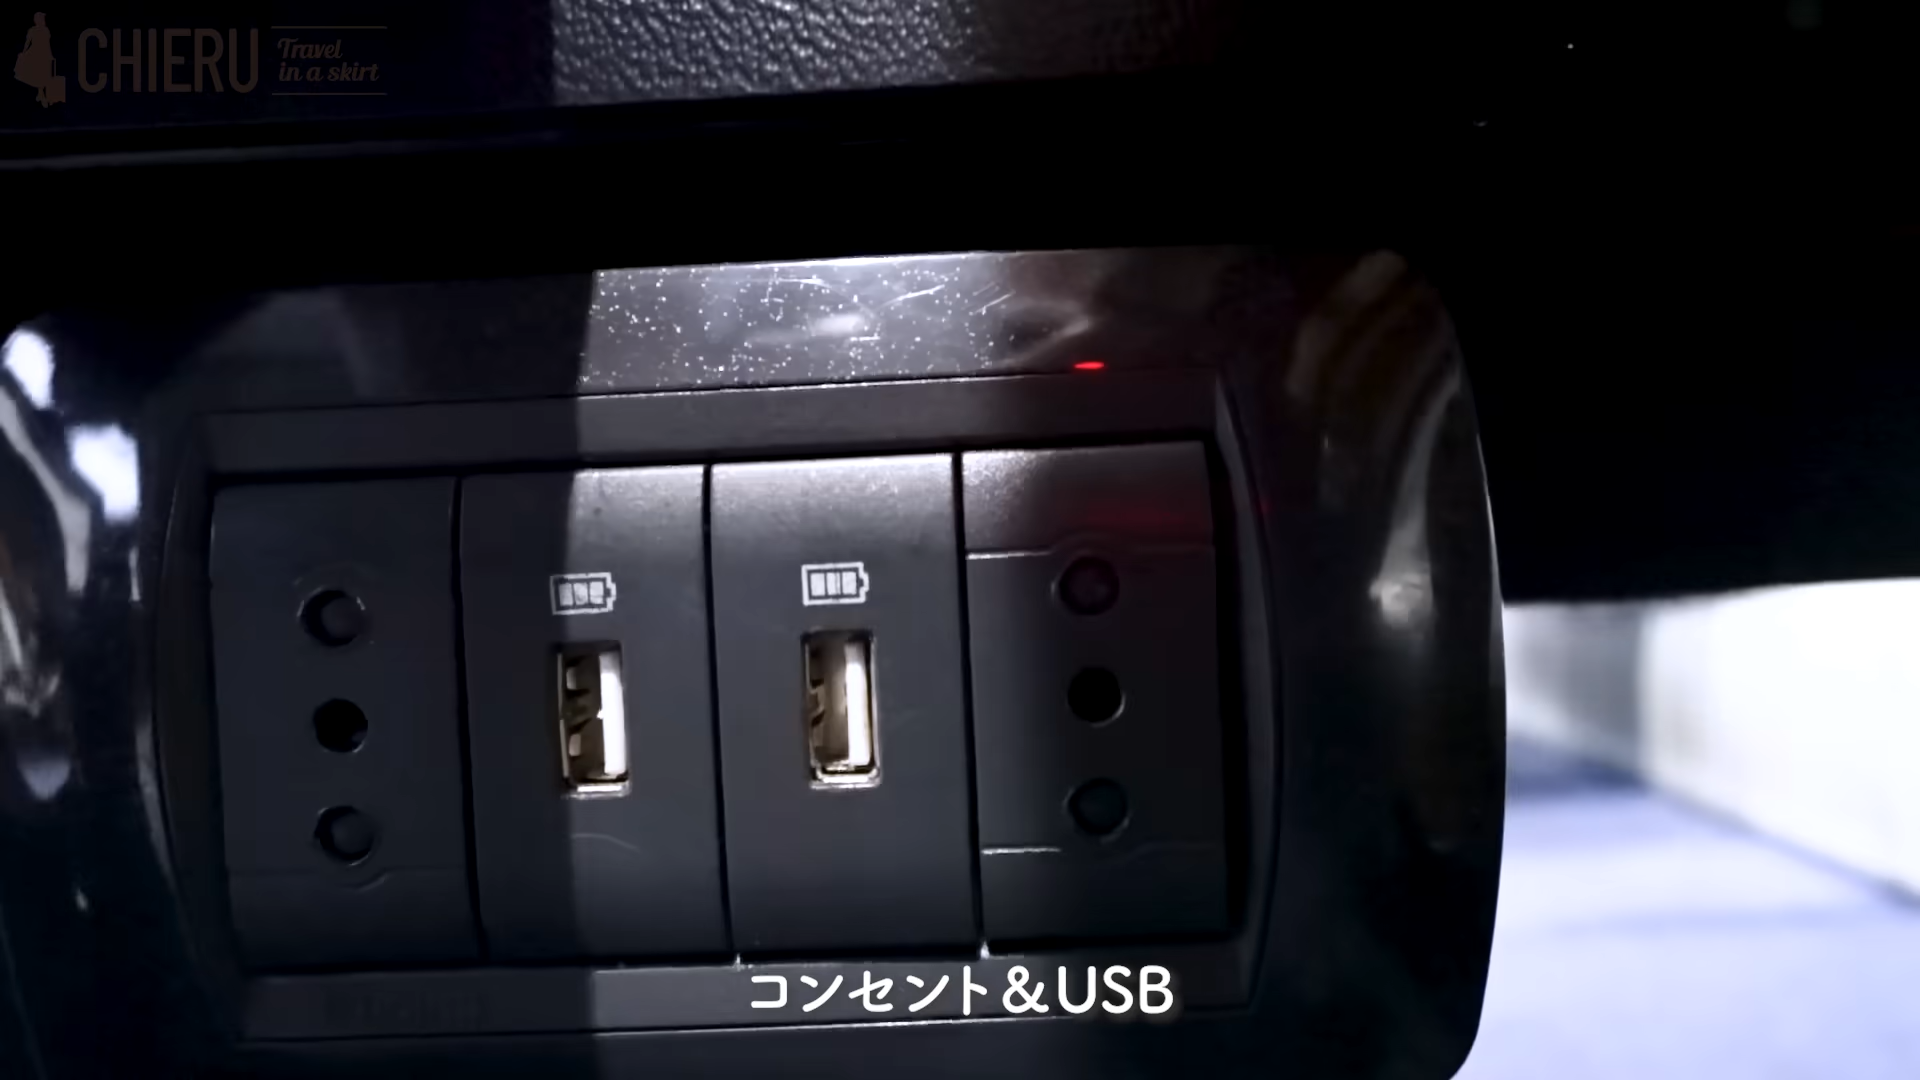 CHIERU
Travel
in a skirt
コンセント&USB